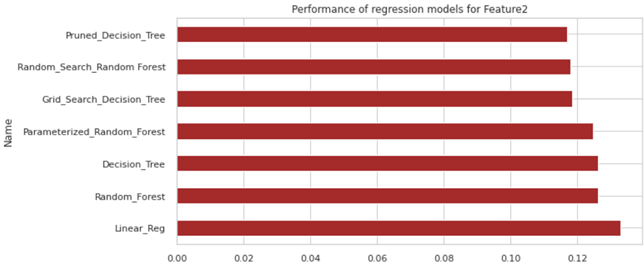 Performance of regression models for Feature2
Name
Pruned_Decision_Tree
Random_Search_Random Forest
Grid_Search_Decision_Tree
Parameterized_Random_Forest
Decision_Tree
Random_Forest
Linear_Reg
0.00 0.02 0.04 0.06 0.08 0.10 0.12